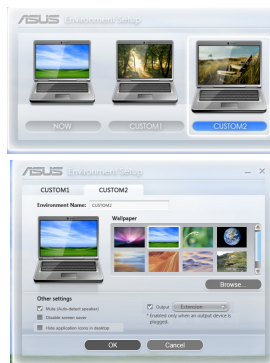 /ISUS Environment Setup
NOW CUSTOM1 CUSTOM2
/ISUS Environment Setup
CUSTOM1 CUSTOM2
Environment Name: CUSTOM2
Wallpaper
Browse...
Other settings
Mute (Auto-detect speaker)
Disable screen saver
Hide application icons in desktop
Output Extension
* Enabled only when an output device is
plugged.
OK Cancel